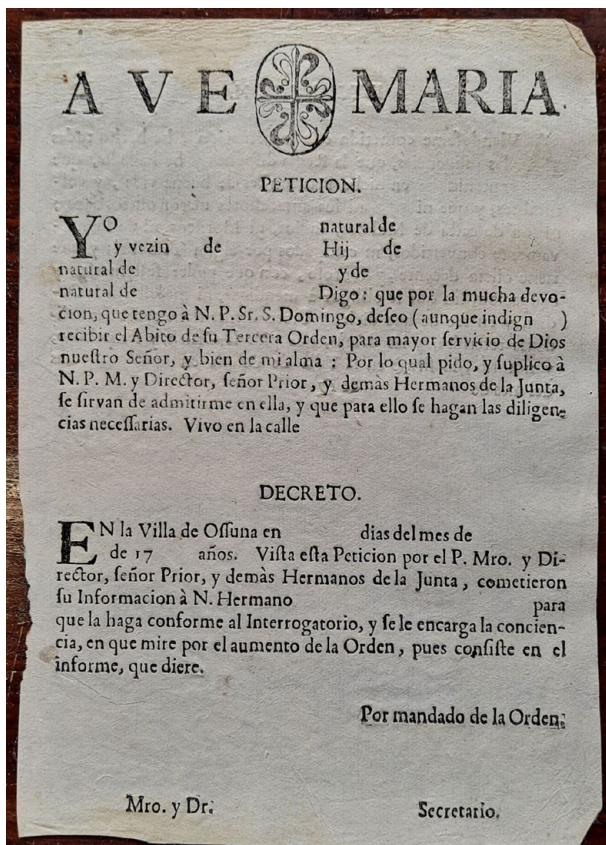 AVE MARIA.
PETICION.
YO natural de
y vezin de Hij de
natural de y de
natural de Digo: que por la mucha devo-
cion, que tengo à N. P. Sr. S. Domingo, deſeo (aunque indign )
recibir el Abito de ſu Tercera Orden, para mayor ſervicio de Dios
nueſtro Señor, y bien de mi alma: Por lo qual pido, y ſuplico à
N. P. M. y Director, ſeñor Prior, y demàs Hermanos de la Junta,
ſe ſirvan de admitirme en ella, y que para ello ſe hagan las diligen-
cias neceſſarias. Vivo en la calle
DECRETO.
EN la Villa de Oſſuna en dias del mes de
de 17 años. Viſta eſta Peticion por el P. Mro. y Di-
rector, ſeñor Prior, y demàs Hermanos de la Junta, cometieron
ſu Informacion à N. Hermano para
que la haga conforme al Interrogatorio, y ſe le encarga la concien-
cia, en que mire por el aumento de la Orden, pues conſiſte en el
informe, que diere.
Por mandado de la Orden.
Mro. y Dr. Secretario.